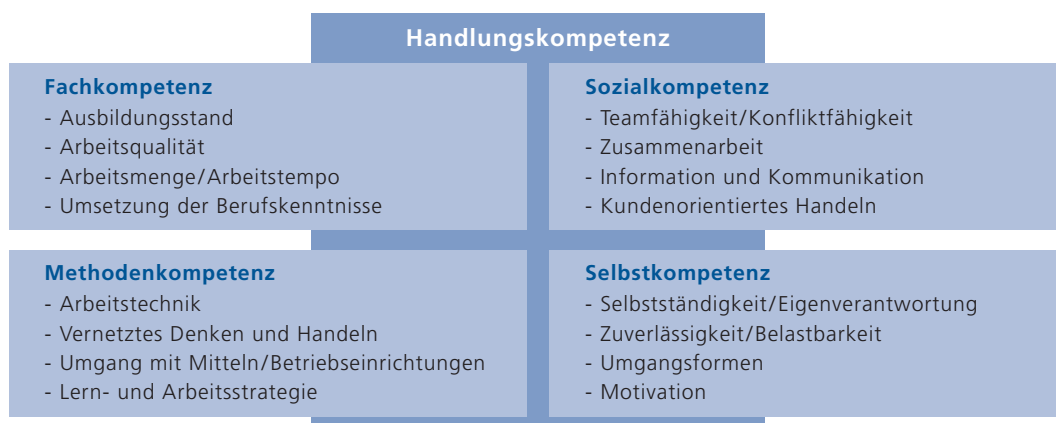 Handlungskompetenz
Fachkompetenz
- Ausbildungsstand
- Arbeitsqualität
- Arbeitsmenge/Arbeitstempo
- Umsetzung der Berufskenntnisse
Sozialkompetenz
- Teamfähigkeit/Konfliktfähigkeit
- Zusammenarbeit
- Information und Kommunikation
- Kundenorientiertes Handeln
Methodenkompetenz
- Arbeitstechnik
- Vernetztes Denken und Handeln
- Umgang mit Mitteln/Betriebseinrichtungen
- Lern- und Arbeitsstrategie
Selbstkompetenz
- Selbstständigkeit/Eigenverantwortung
- Zuverlässigkeit/Belastbarkeit
- Umgangsformen
- Motivation